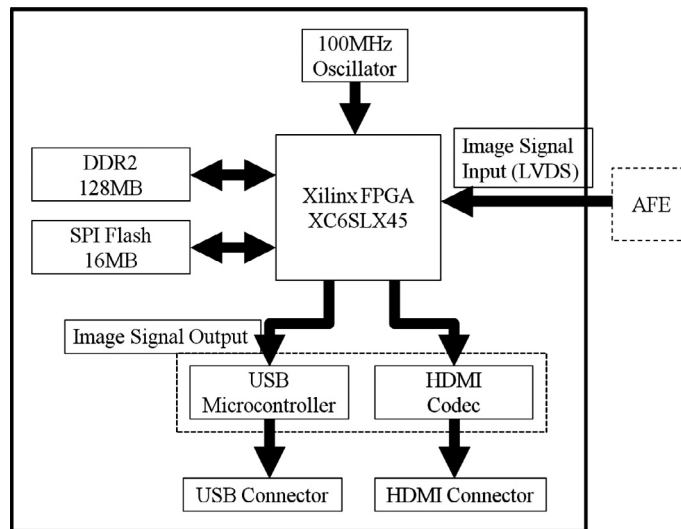 100MHz
Oscillator
DDR2
128MB
Xilinx FPGA
XC6SLX45
Image Signal
Input (LVDS)
AFE
SPI Flash
16MB
Image Signal Output
USB
Microcontroller
HDMI
Codec
USB Connector
HDMI Connector